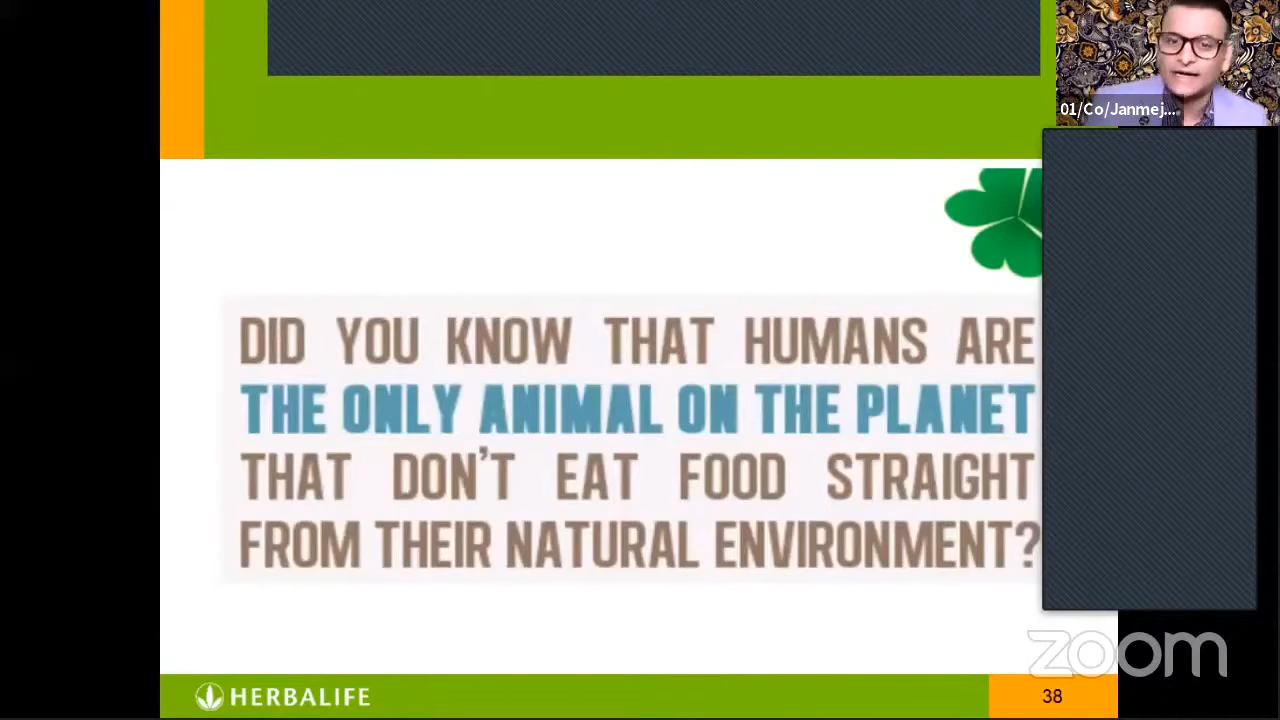 01/Co/Janmej...
DID YOU KNOW THAT HUMANS ARE
THE ONLY ANIMAL ON THE PLANET
THAT DON'T EAT FOOD STRAIGHT
FROM THEIR NATURAL ENVIRONMENT?
zoom
HERBALIFE
38